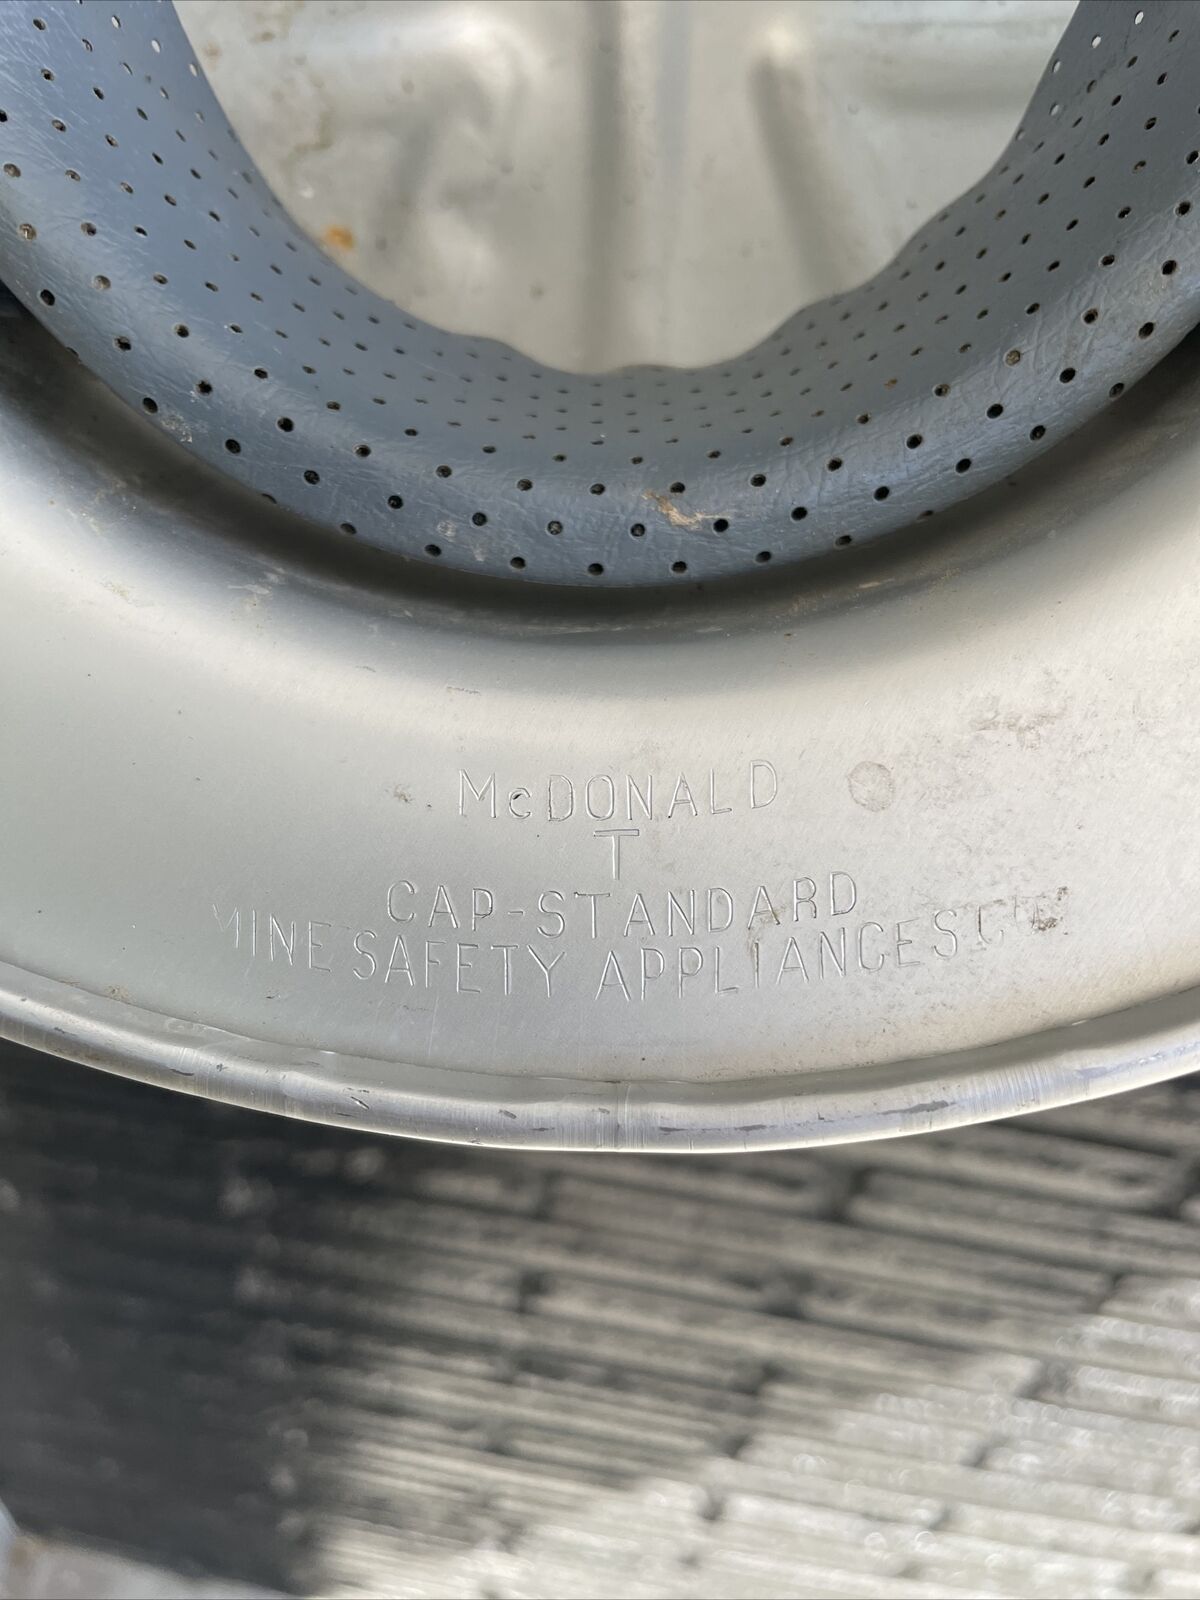 McDONALD
T
CAP-STANDARD
MINE SAFETY APPLIANCES